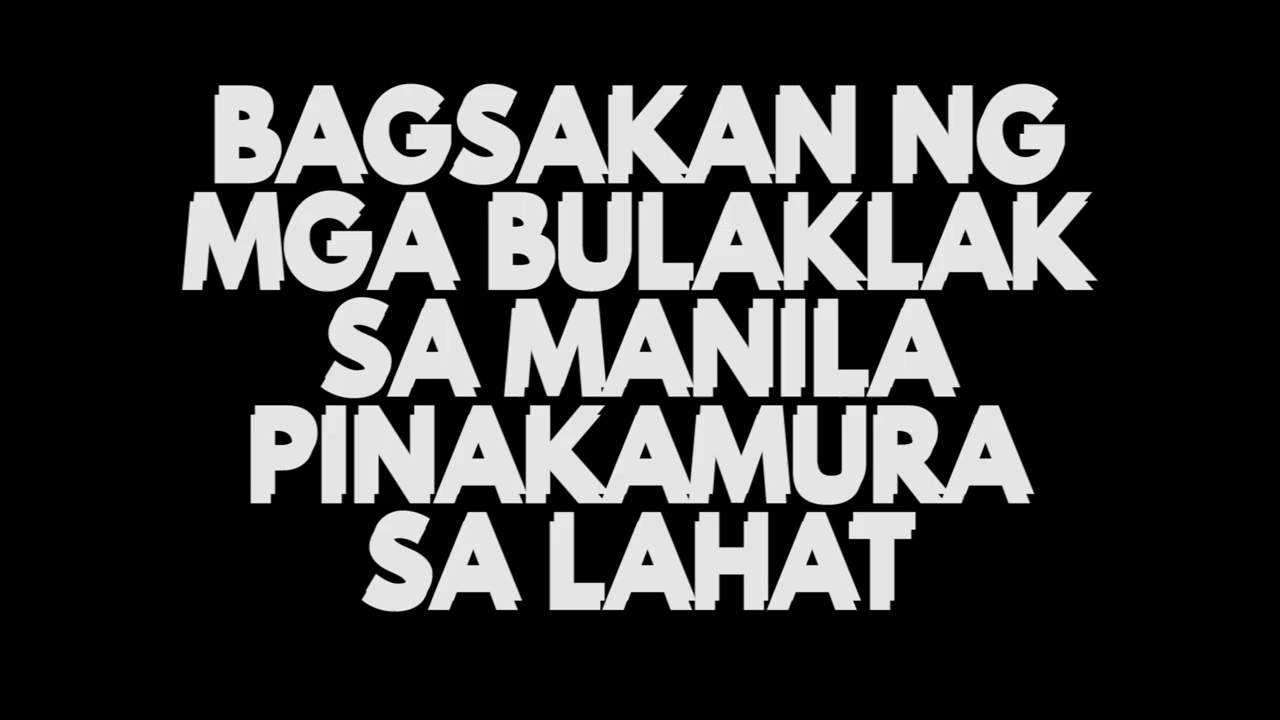 BAGSAKAN NG
MGA BULAKLAK
SA MANILA
PINAKAMURA
SA LAHAT